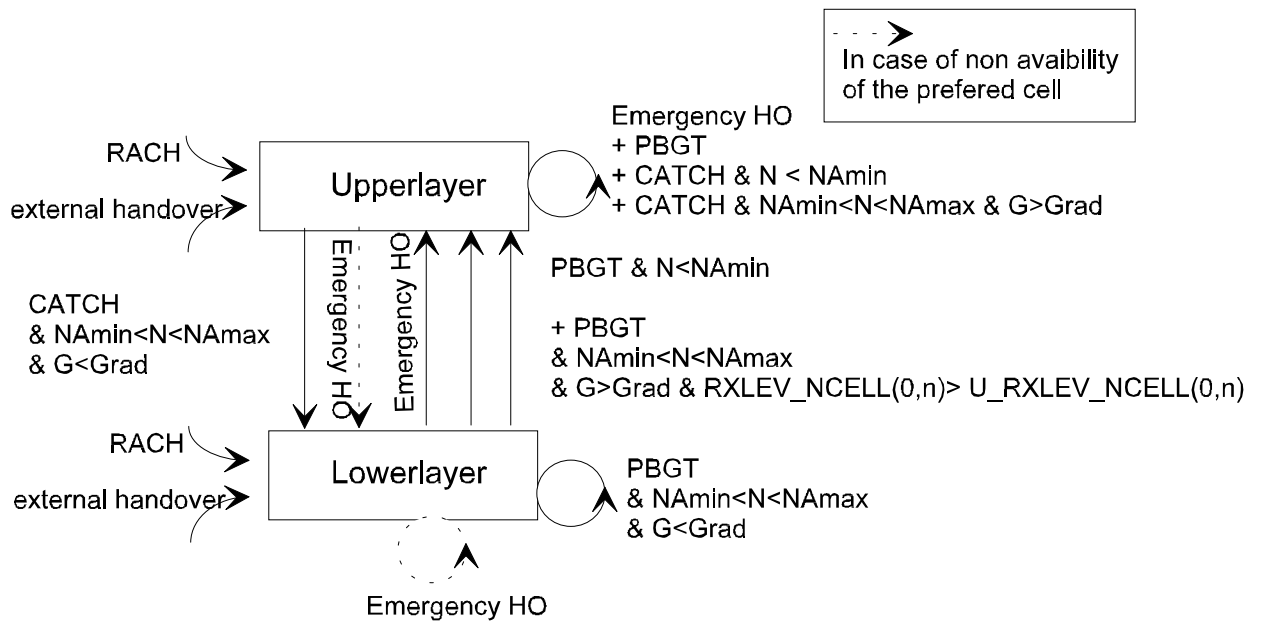 In case of non avaibility
of the prefered cell
Emergency HO
+ PBGT
+ CATCH & N < NAmin
+ CATCH & NAmin<N<NAmax & G>Grad
RACH
external handover
Upperlayer
CATCH
& NAmin<N<NAmax
& G<Grad
Emergency HO
Emergency HO
PBGT & N<NAmin
+ PBGT
& NAmin<N<NAmax
& G>Grad & RXLEV_NCELL(0,n)> U_RXLEV_NCELL(0,n)
RACH
external handover
Lowerlayer
PBGT
& NAmin<N<NAmax
& G<Grad
Emergency HO